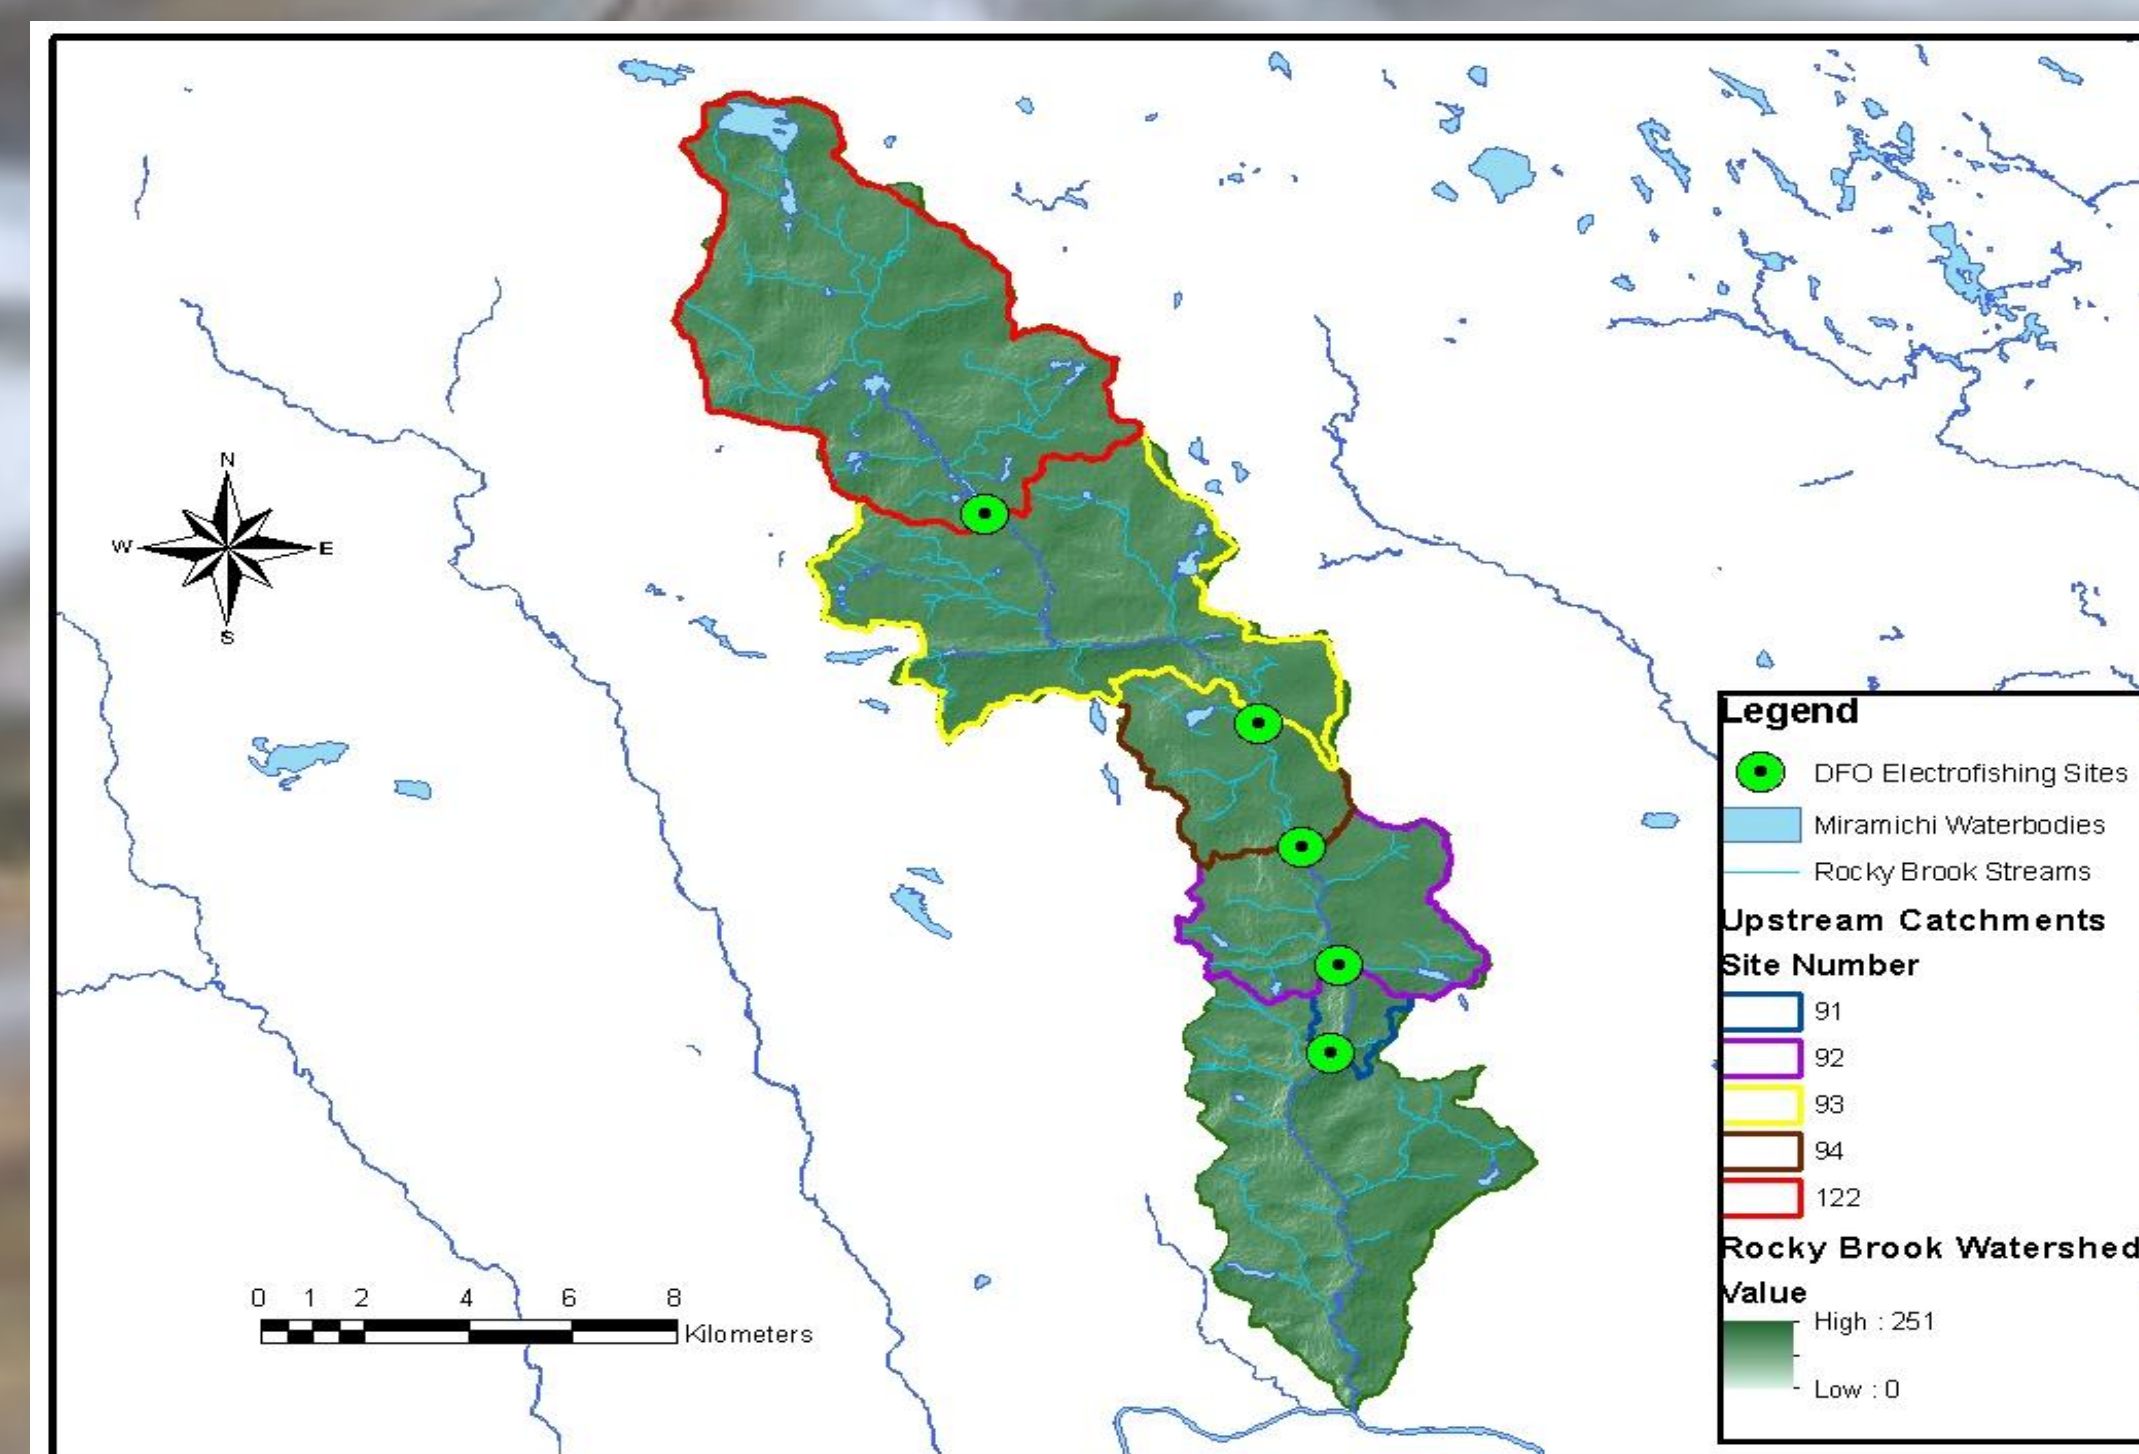 N
W E
S
0 1 2 4 6 8
Kilometers
Legend
DFO Electrofishing Sites
Miramichi Waterbodies
Rocky Brook Streams
Upstream Catchments
Site Number
91
92
93
94
122
Rocky Brook Watershed
Value
High : 251
Low : 0